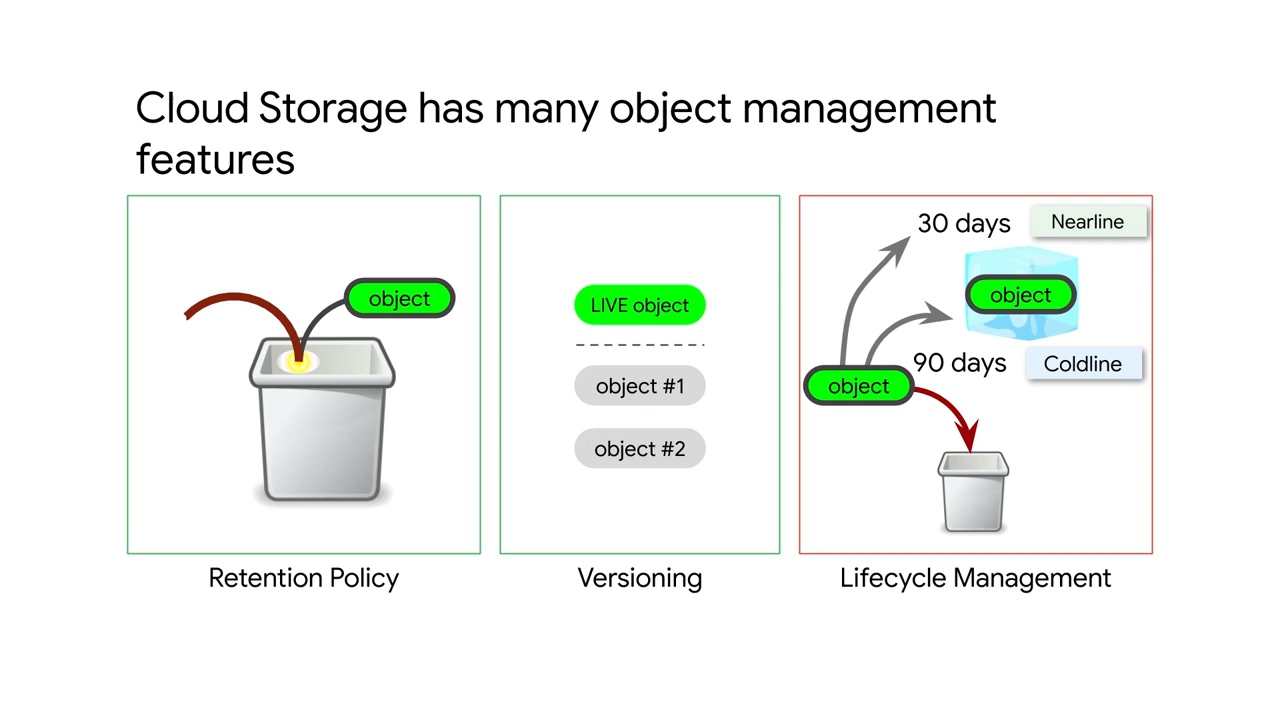 Cloud Storage has many object management
features
object
Retention Policy
LIVE object
object #1
object #2
Versioning
30 days
Nearline
object
90 days
Coldline
object
Lifecycle Management